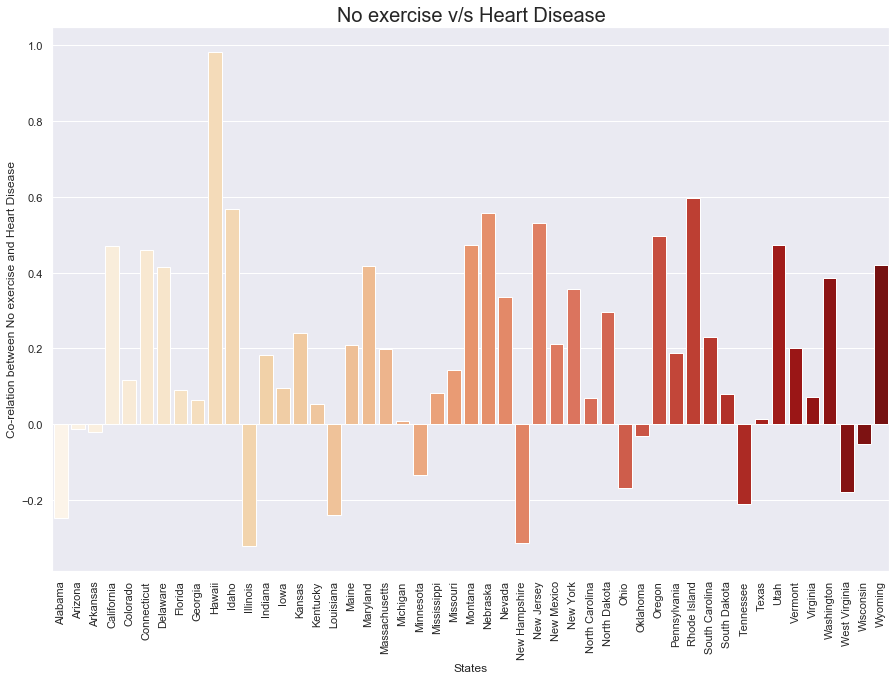 No exercise v/s Heart Disease
Co-relation between No exercise and Heart Disease
1.0
0.8
0.6
0.4
0.2
0.0
−0.2
Alabama
Arizona
Arkansas
California
Colorado
Connecticut
Delaware
Florida
Georgia
Hawaii
Idaho
Illinois
Indiana
Iowa
Kansas
Kentucky
Louisiana
Maine
Maryland
Massachusetts
Michigan
Minnesota
Mississippi
Missouri
Montana
Nebraska
Nevada
New Hampshire
New Jersey
New Mexico
New York
North Carolina
North Dakota
Ohio
Oklahoma
Oregon
Pennsylvania
Rhode Island
South Carolina
South Dakota
Tennessee
Texas
Utah
Vermont
Virginia
Washington
West Virginia
Wisconsin
Wyoming
States